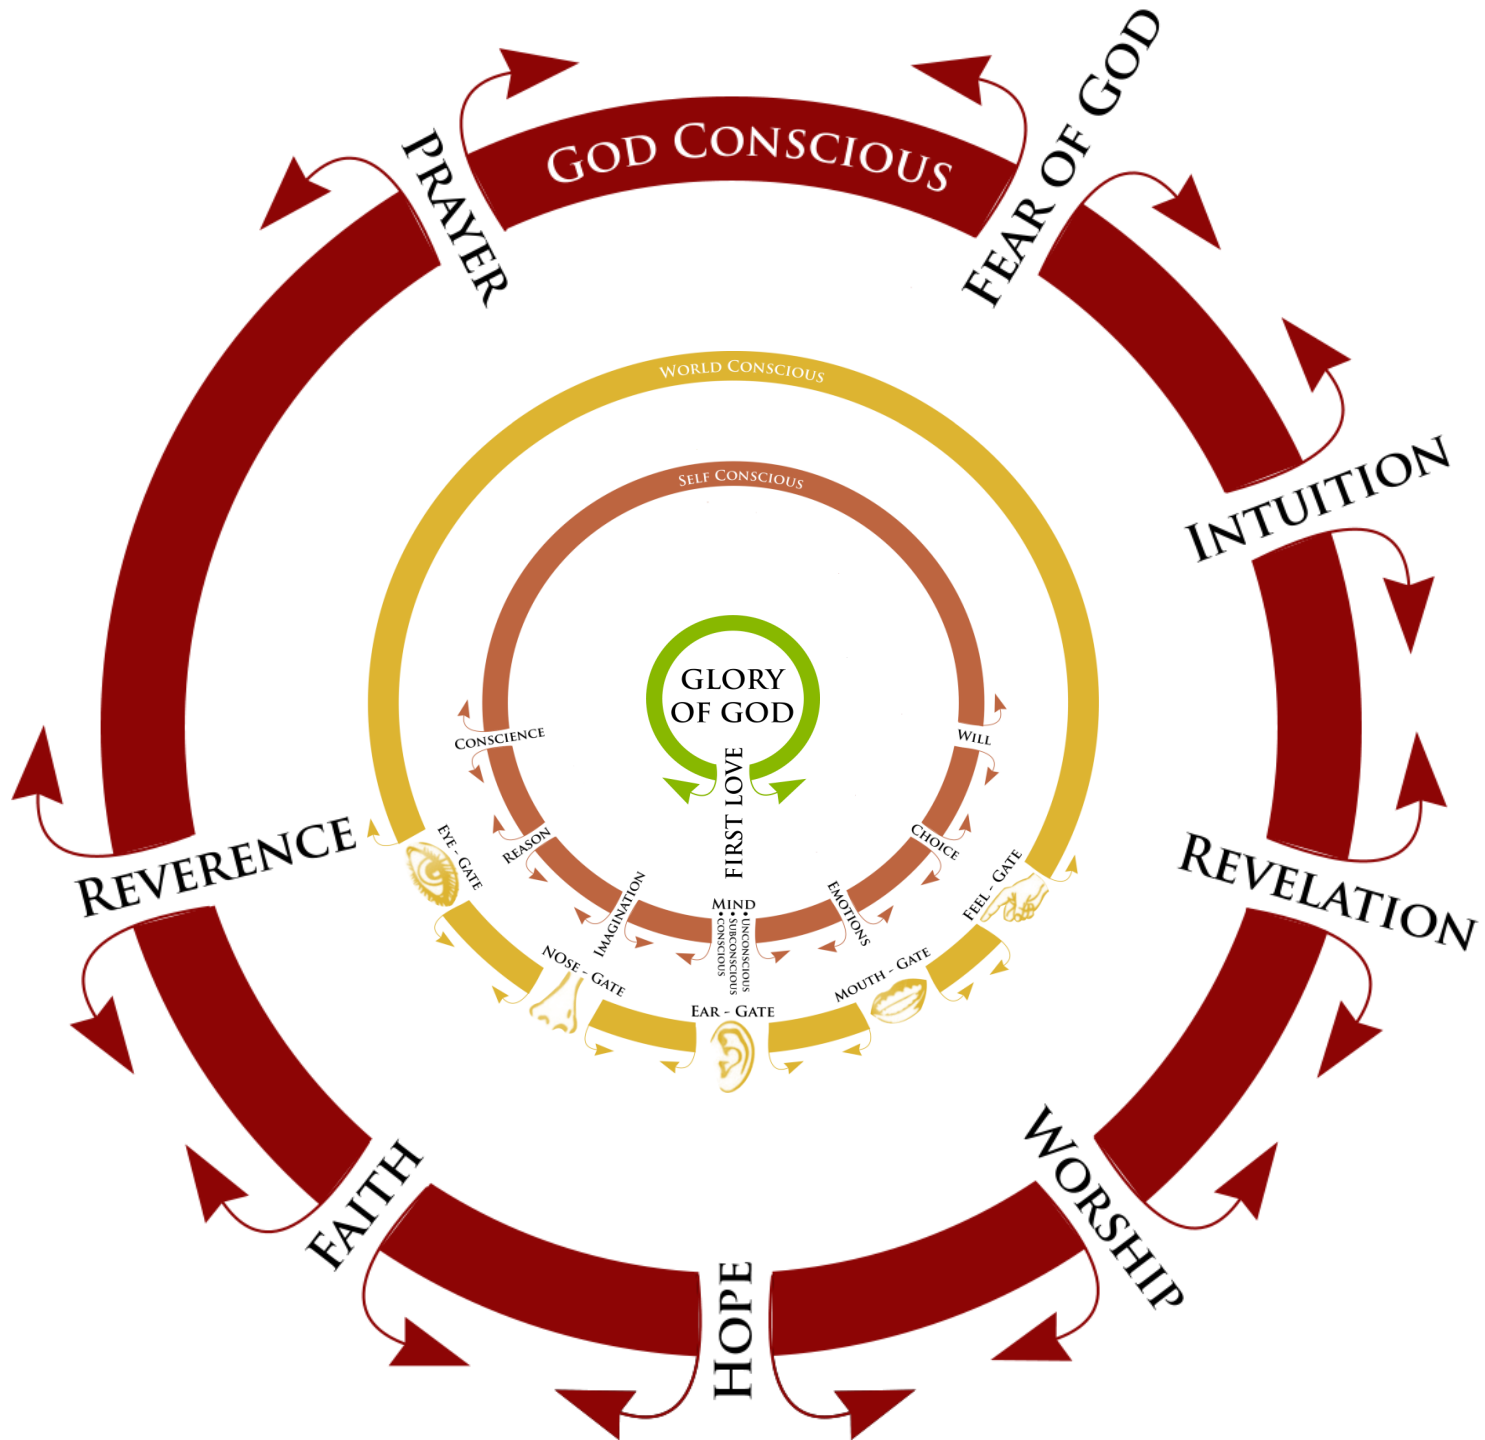 God Conscious
Prayer
Fear of God
Intuition
Revelation
Worship
Hope
Faith
Reverence
World Conscious
Eye - Gate
Nose - Gate
Ear - Gate
Mouth - Gate
Feel - Gate
Self Conscious
Conscience
Reason
Imagination
Mind
• Conscious
• Subconscious
• Unconscious
Emotions
Choice
Will
GLORY
OF GOD
FIRST LOVE